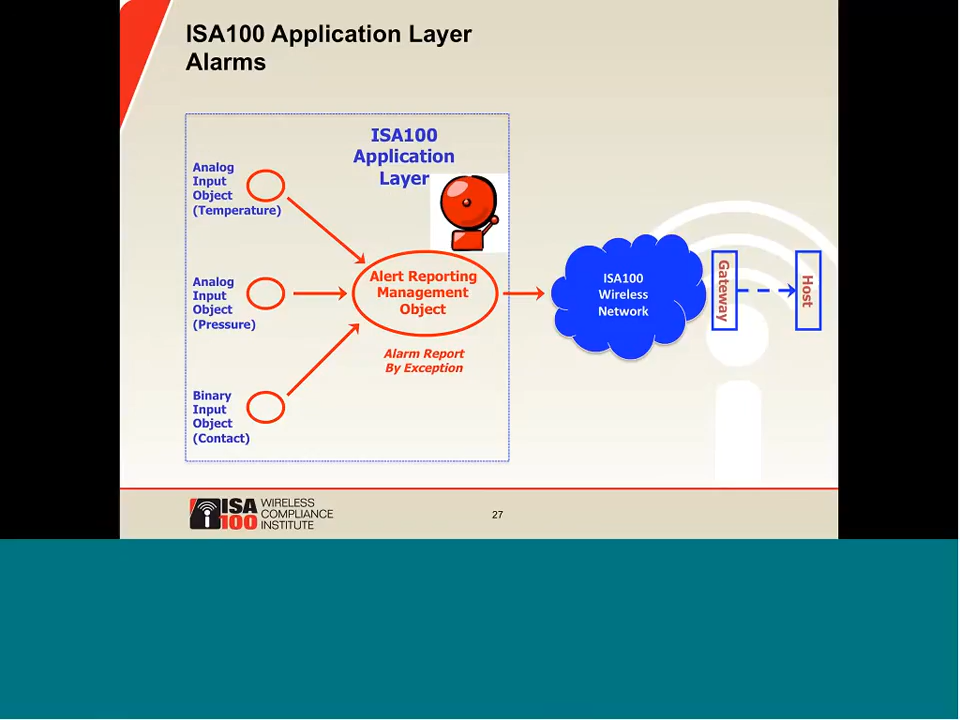 ISA100 Application Layer
Alarms
ISA100
Application
Layer
Analog
Input
Object
(Temperature)
Analog
Input
Object
(Pressure)
Alert Reporting
Management
Object
Alarm Report
By Exception
Binary
Input
Object
(Contact)
ISA100
Wireless
Network
Gateway
Host
ISA
100
WIRELESS
COMPLIANCE
INSTITUTE
27